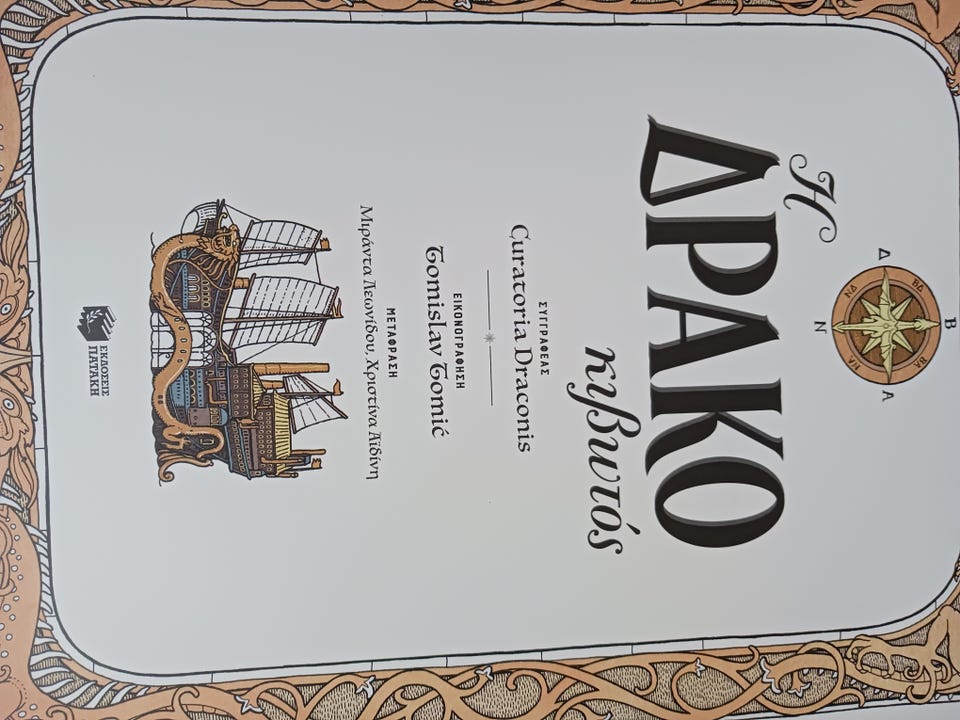 Β
ΒΔ ΒΑ
Δ Α
ΝΔ ΝΑ
Ν
Η
ΔΡΑΚΟ
κιβωτός
ΣΥΓΓΡΑΦΕΑΣ
Curatoria Draconis
ΕΙΚΟΝΟΓΡΑΦΗΣΗ
Tomislav Tomić
ΜΕΤΑΦΡΑΣΗ
Μιράντα Λεωνίδου, Χριστίνα Αϊδίνη
ΕΚΔΟΣΕΙΣ
ΠΑΤΑΚΗ